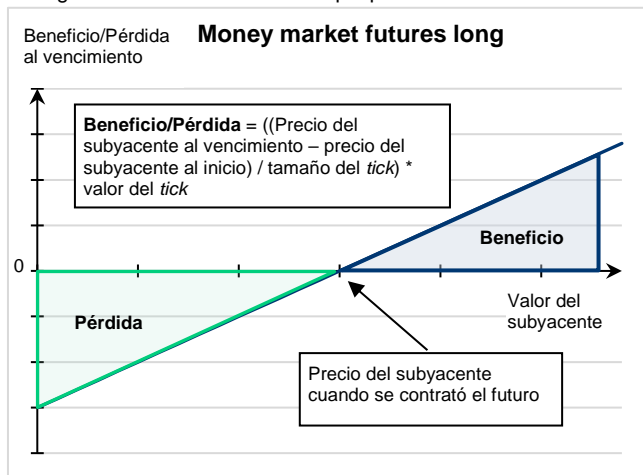 Beneficio/Pérdida
al vencimiento
Money market futures long
Beneficio/Pérdida = ((Precio del
subyacente al vencimiento – precio del
subyacente al inicio) / tamaño del tick) *
valor del tick
Beneficio
0
Valor del
subyacente
Pérdida
Precio del subyacente
cuando se contrató el futuro